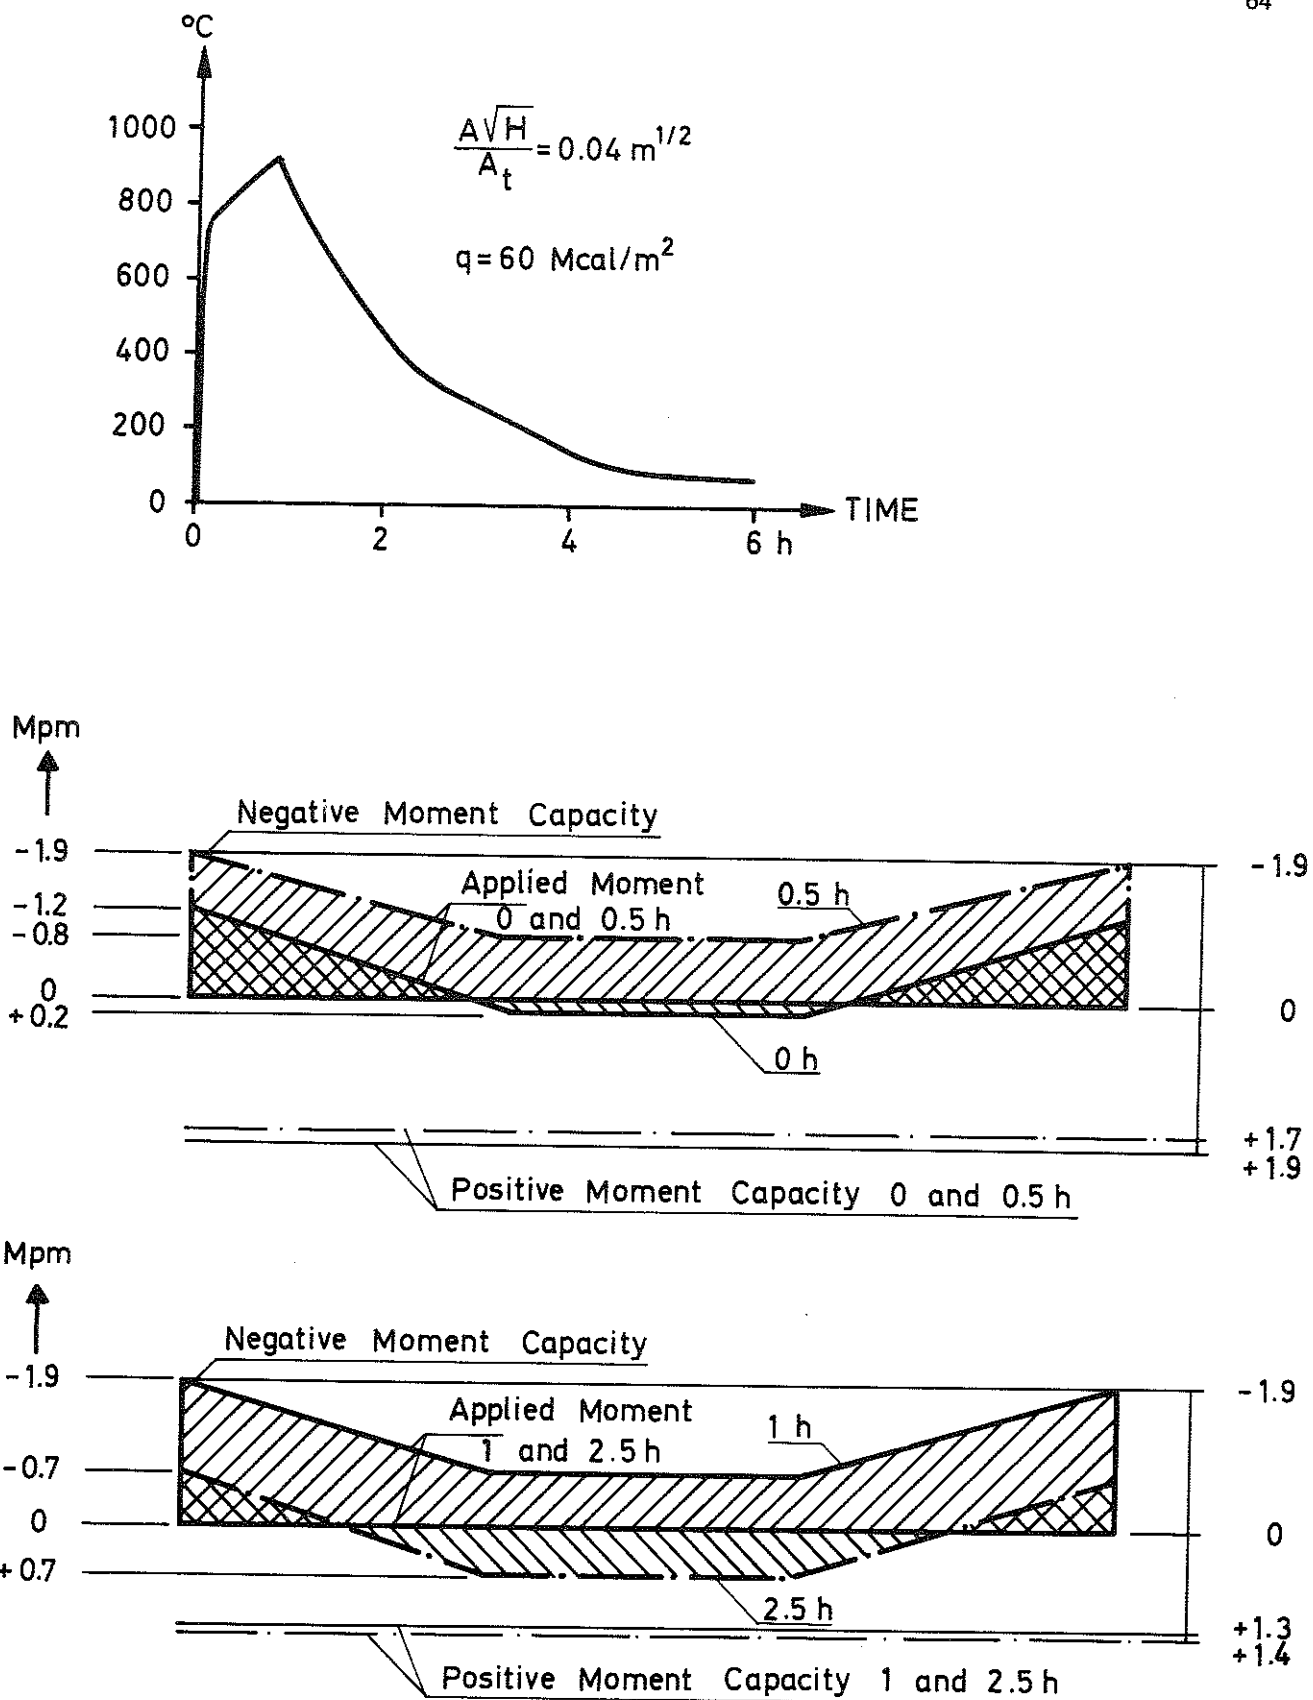 64
°C
1000
800
600
400
200
0
A√H/A_t = 0.04 m^1/2
q = 60 Mcal/m²
0 2 4 6 h
TIME
Mpm
Negative Moment Capacity
-1.9
-1.2
-0.8
0
+0.2
Applied Moment
0 and 0.5 h
0.5 h
0 h
-1.9
0
+1.7
+1.9
Positive Moment Capacity 0 and 0.5 h
Mpm
Negative Moment Capacity
-1.9
-0.7
0
+0.7
Applied Moment
1 and 2.5 h
1 h
2.5 h
-1.9
0
+1.3
+1.4
Positive Moment Capacity 1 and 2.5 h